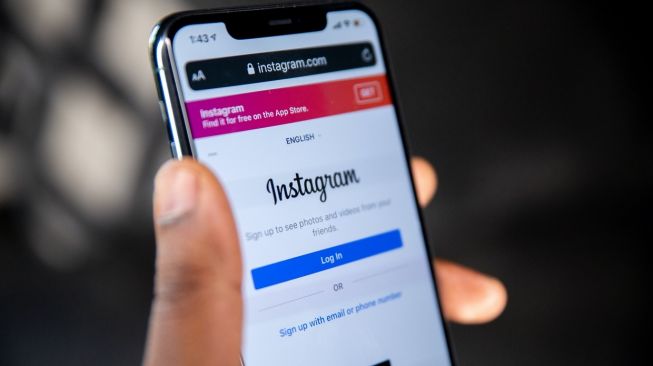 1:43
AA instagram.com
Instagram
Find it for free on the App Store.
GET
ENGLISH
Instagram
Sign up to see photos and videos from your
friends.
Log In
OR
Sign up with email or phone number